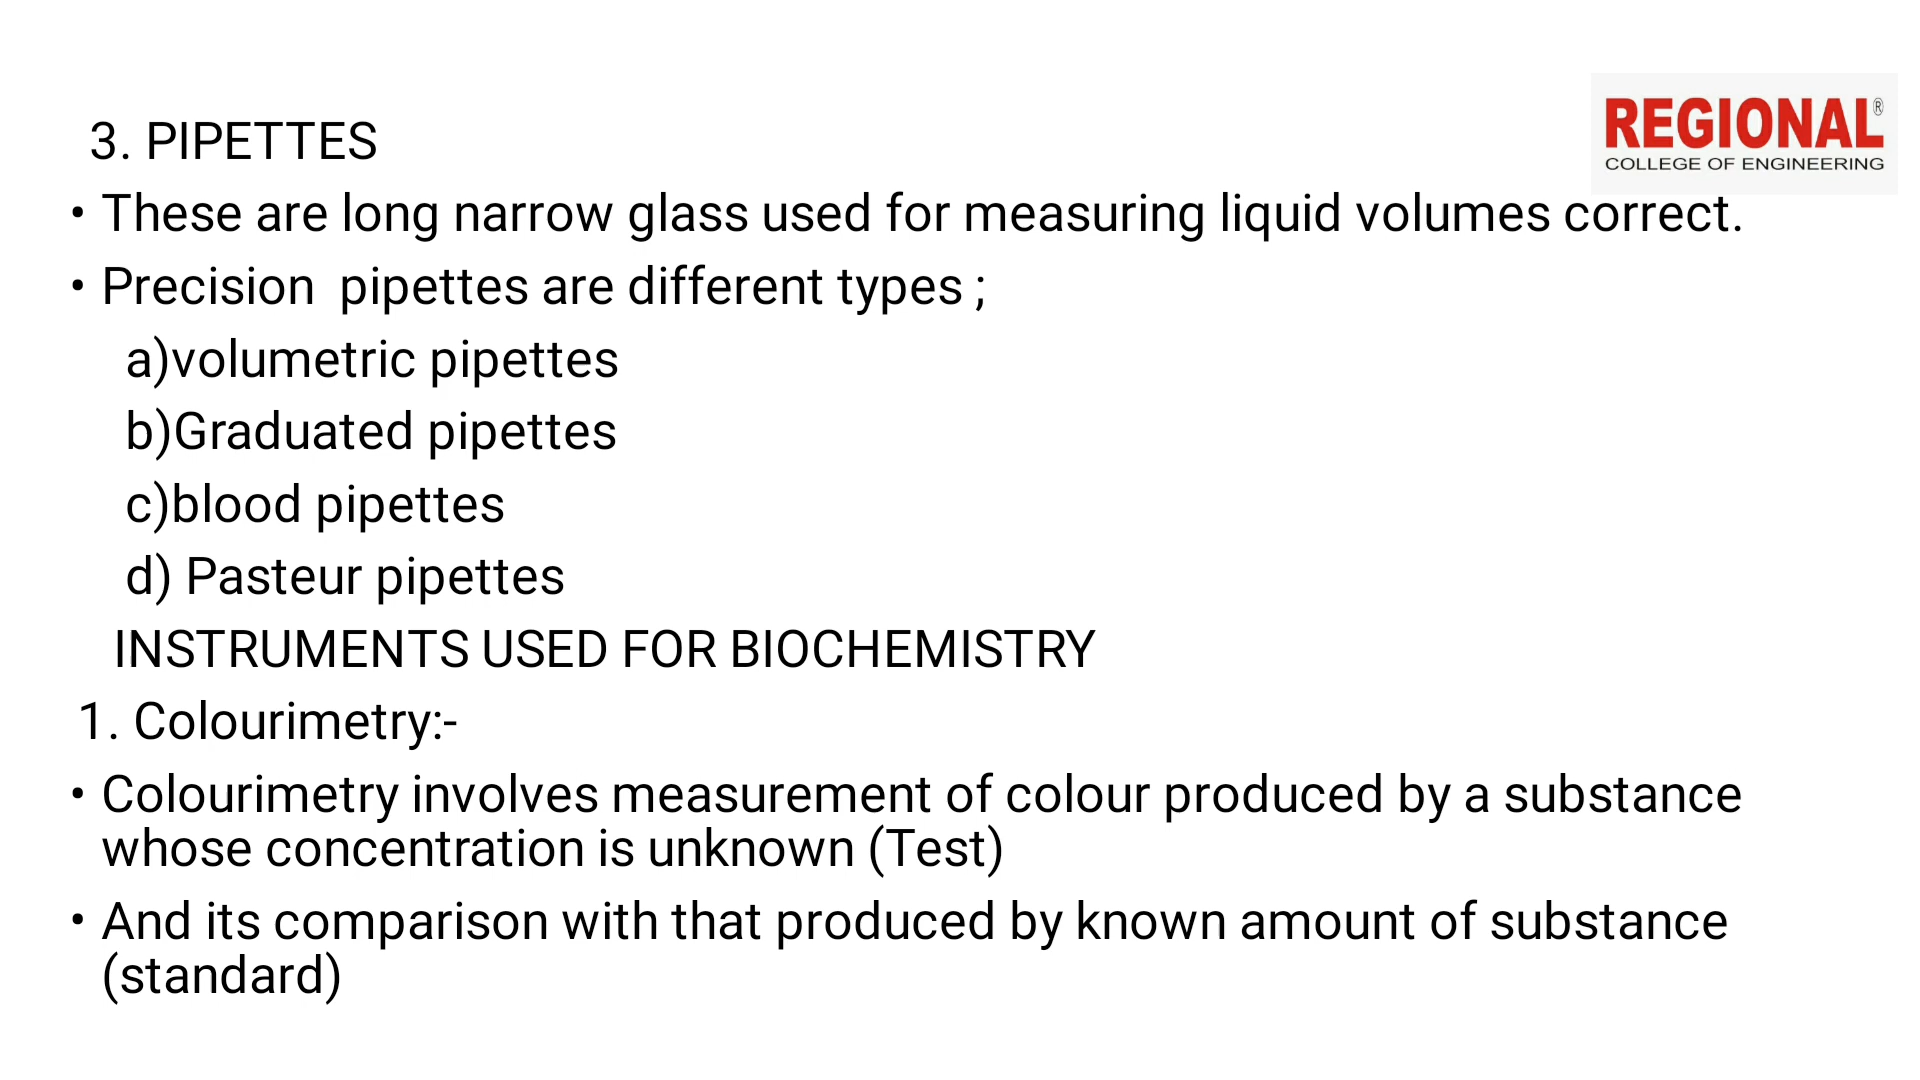 REGIONAL®
COLLEGE OF ENGINEERING
3. PIPETTES
• These are long narrow glass used for measuring liquid volumes correct.
• Precision  pipettes are different types ;
a)volumetric pipettes
b)Graduated pipettes
c)blood pipettes
d) Pasteur pipettes
INSTRUMENTS USED FOR BIOCHEMISTRY
1. Colourimetry:-
• Colourimetry involves measurement of colour produced by a substance
whose concentration is unknown (Test)
• And its comparison with that produced by known amount of substance
(standard)